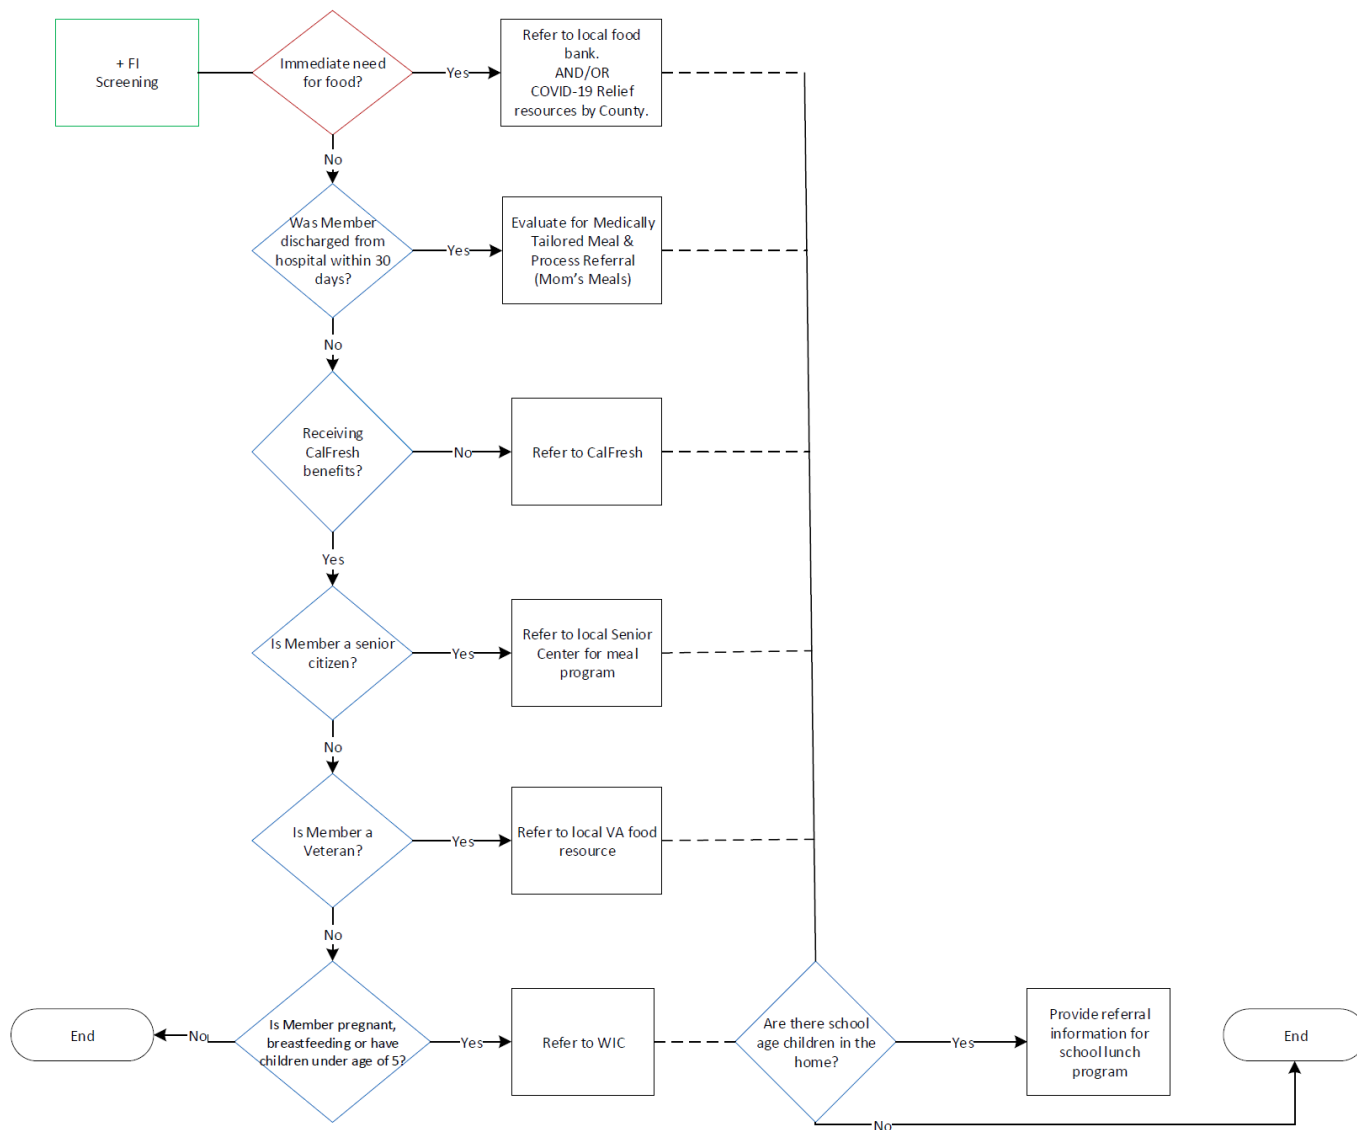 + FI
Screening
Immediate need
for food?
Yes
Refer to local food
bank.
AND/OR
COVID-19 Relief
resources by County.
No
Was Member
discharged from
hospital within 30
days?
Yes
Evaluate for Medically
Tailored Meal &
Process Referral
(Mom's Meals)
No
Receiving
CalFresh
benefits?
No
Refer to CalFresh
Yes
Is Member a senior
citizen?
Yes
Refer to local Senior
Center for meal
program
No
Is Member a
Veteran?
Yes
Refer to local VA food
resource
No
End
No
Is Member pregnant,
breastfeeding or have
children under age of 5?
Yes
Refer to WIC
Are there school
age children in the
home?
Yes
Provide referral
information for
school lunch
program
End
No